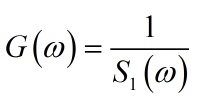 G(ω) = 1 / S₁(ω)